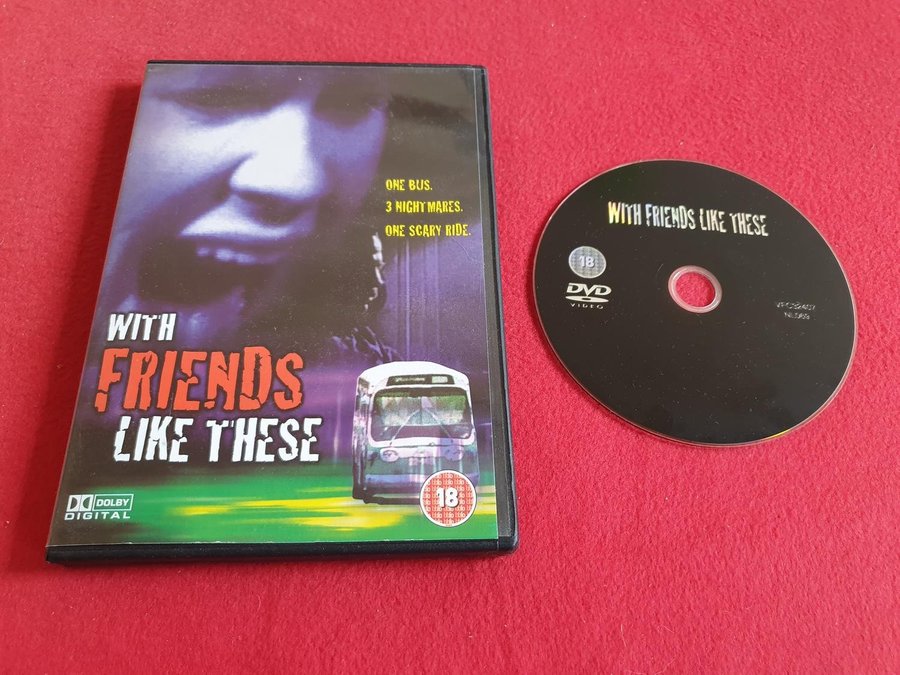 ONE BUS.
3 NIGHTMARES.
ONE SCARY RIDE.
WITH
FRIENDS
LIKE THESE
18
DOLBY
DIGITAL
WITH FRIENDS LIKE THESE
18
DVD
VIDEO